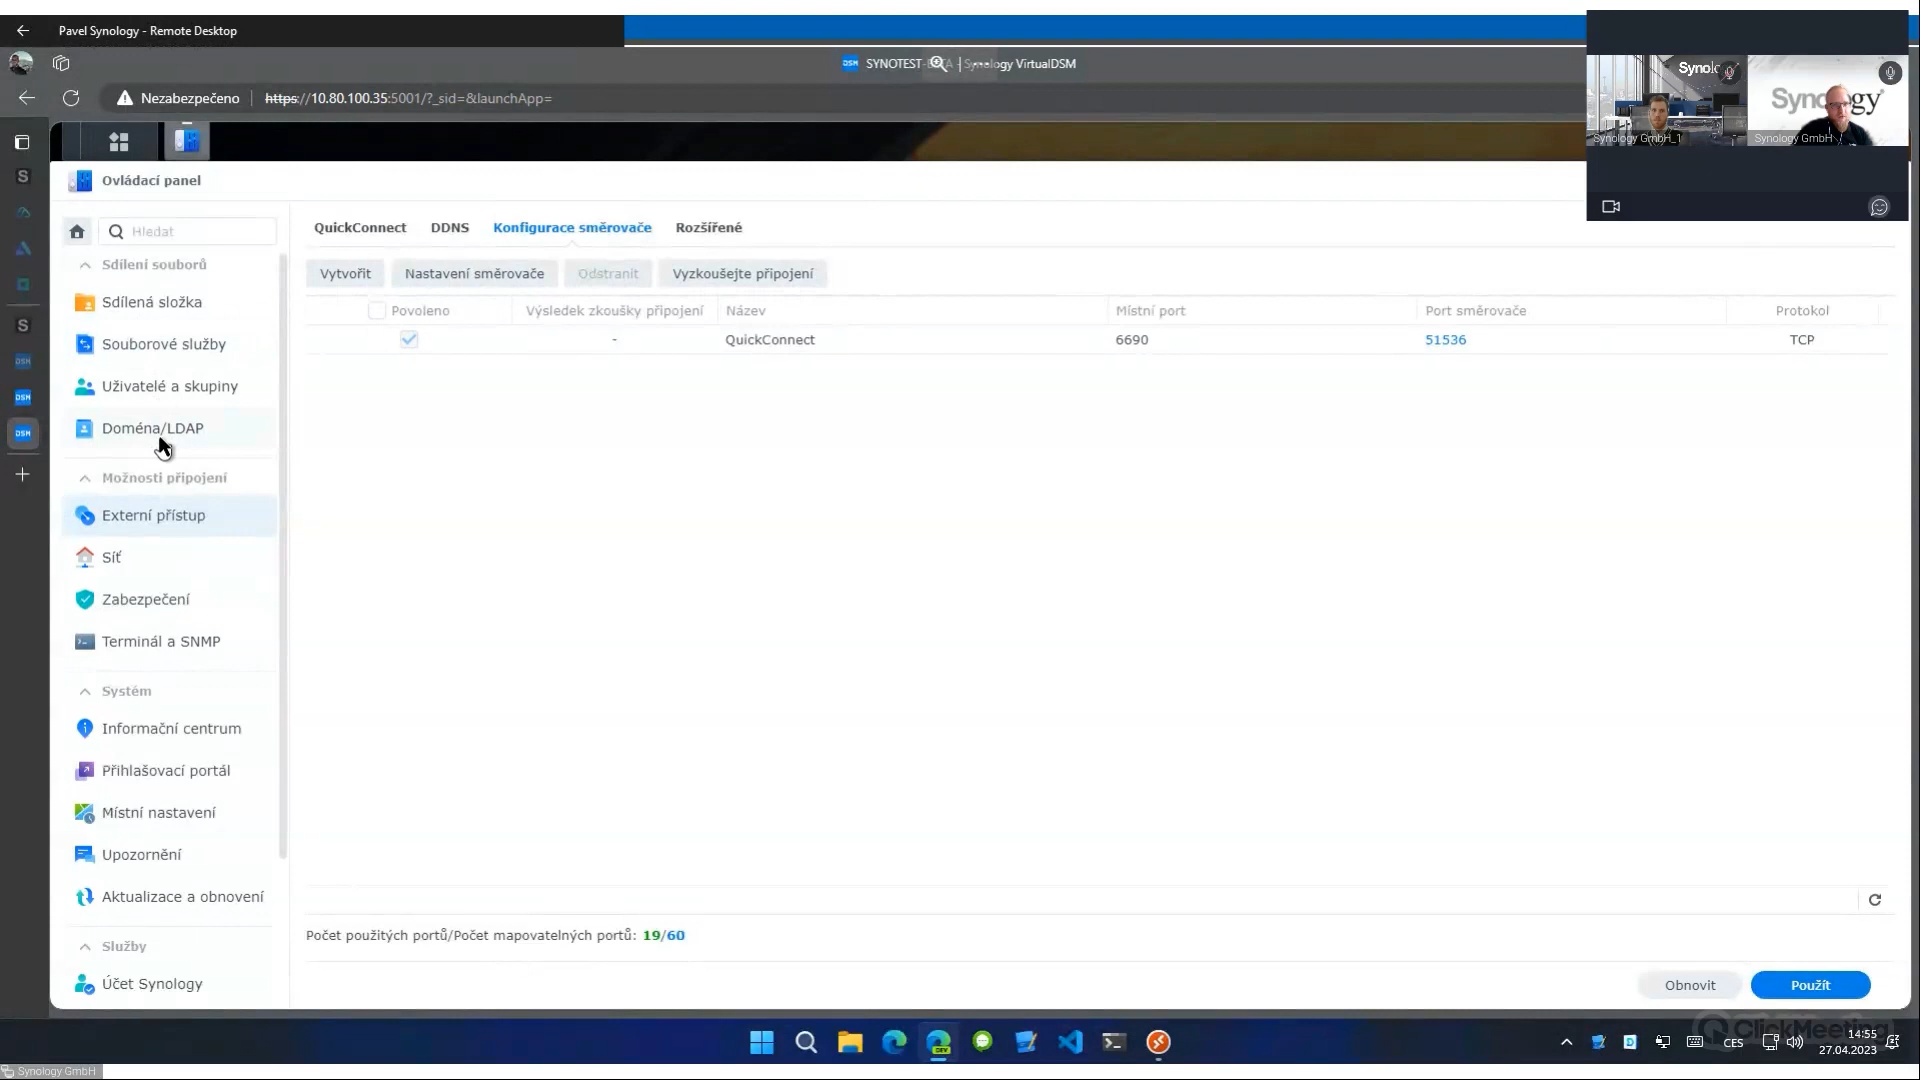 Pavel Synology - Remote Desktop
SYNOTEST- | Synology VirtualDSM
Nezabezpečeno https://10.80.100.35:5001/?_sid=&launchApp=
Synology GmbH_1
Synology
Synology GmbH
Ovládací panel
Hledat
Sdílení souborů
Sdílená složka
Souborové služby
Uživatelé a skupiny
Doména/LDAP
Možnosti připojení
Externí přístup
Síť
Zabezpečení
Terminál a SNMP
Systém
Informační centrum
Přihlašovací portál
Místní nastavení
Upozornění
Aktualizace a obnovení
Služby
Účet Synology
QuickConnect DDNS Konfigurace směrovače Rozšířené
Vytvořit Nastavení směrovače Odstranit Vyzkoušejte připojení
Povoleno Výsledek zkoušky připojení Název Místní port Port směrovače Protokol
- QuickConnect 6690 51536 TCP
Počet použitých portů/Počet mapovatelných portů: 19/60
Obnovit Použít
ClickMeeting
CES 14:55
27.04.2023
Synology GmbH